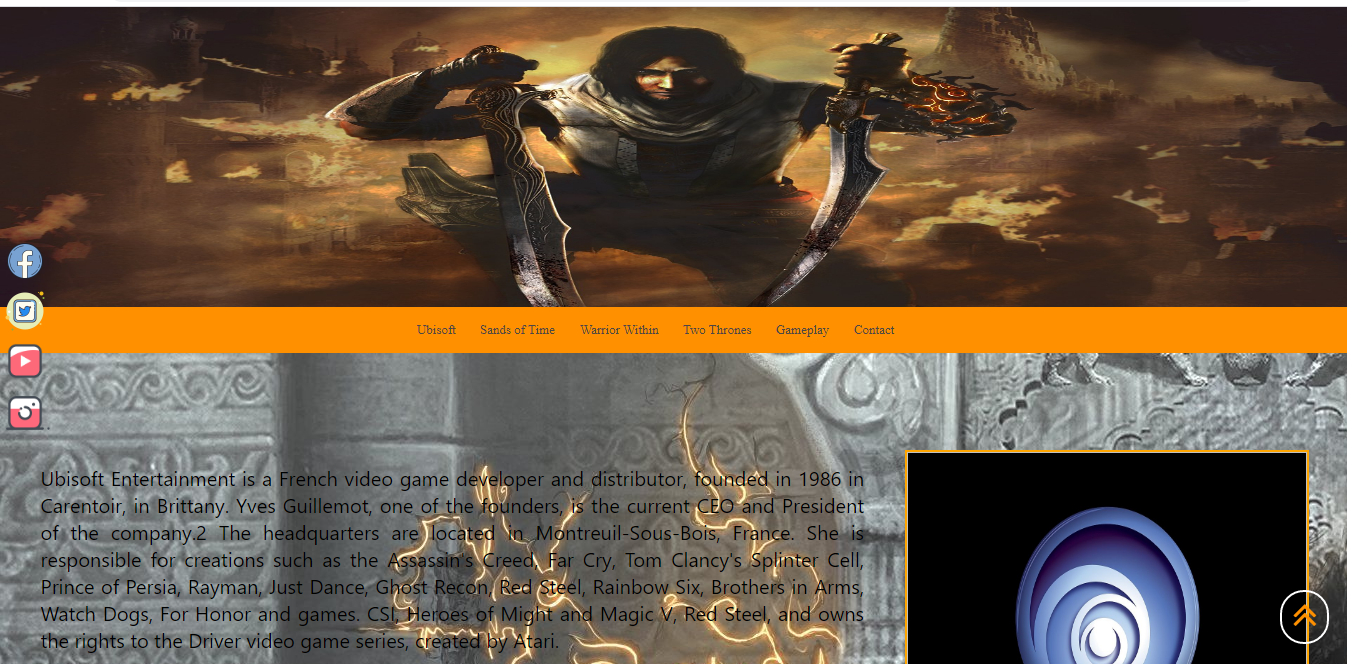 Ubisoft Sands of Time Warrior Within Two Thrones Gameplay Contact
Ubisoft Entertainment is a French video game developer and distributor, founded in 1986 in
Carentoir, in Brittany. Yves Guillemot, one of the founders, is the current CEO and President
of the company.2 The headquarters are located in Montreuil-Sous-Bois, France. She is
responsible for creations such as the Assassin's Creed, Far Cry, Tom Clancy's Splinter Cell,
Prince of Persia, Rayman, Just Dance, Ghost Recon, Red Steel, Rainbow Six, Brothers in Arms,
Watch Dogs, For Honor and games. CSI, Heroes of Might and Magic V, Red Steel, and owns
the rights to the Driver video game series, created by Atari.